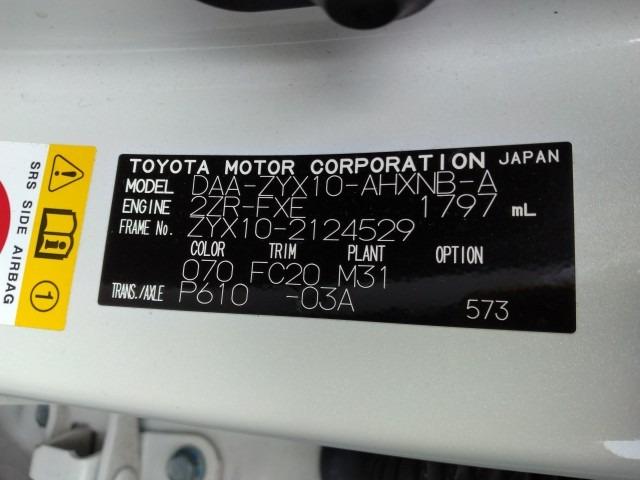 SRS SIDE AIRBAG
1
TOYOTA MOTOR CORPORATION JAPAN
MODEL DAA-ZYX10-AHXNB-A
ENGINE 2ZR-FXE 1797 mL
FRAME No. ZYX10-2124529
COLOR TRIM PLANT OPTION
070 FC20 M31
TRANS./AXLE P610 -03A 573